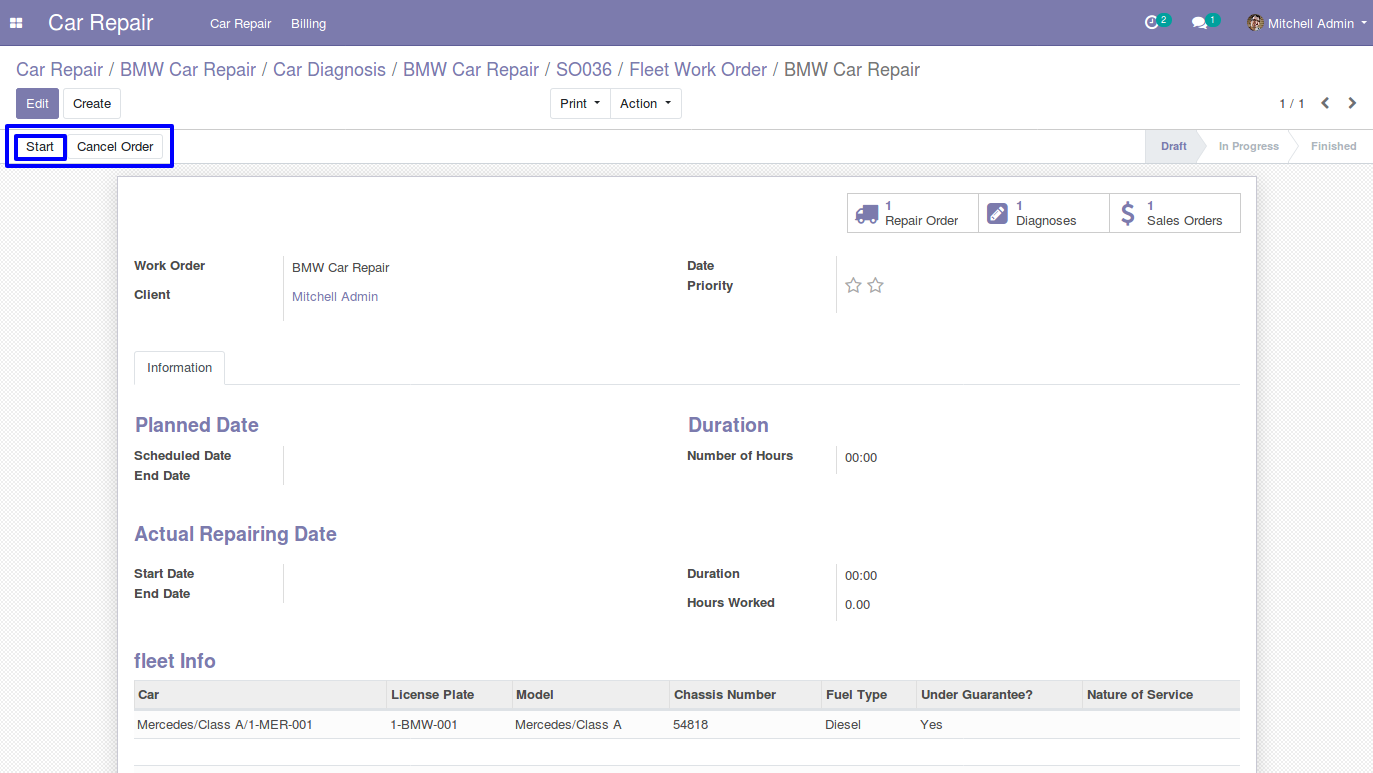 Car Repair Car Repair Billing 2 1 Mitchell Admin
Car Repair / BMW Car Repair / Car Diagnosis / BMW Car Repair / SO036 / Fleet Work Order / BMW Car Repair
Edit Create Print Action 1 / 1
Start Cancel Order Draft In Progress Finished
1 Repair Order
1 Diagnoses
1 Sales Orders
Work Order BMW Car Repair
Client Mitchell Admin
Date
Priority
Information
Planned Date
Scheduled Date
End Date
Duration
Number of Hours 00:00
Actual Repairing Date
Start Date
End Date
Duration 00:00
Hours Worked 0.00
fleet Info
Car License Plate Model Chassis Number Fuel Type Under Guarantee? Nature of Service
Mercedes/Class A/1-MER-001 1-BMW-001 Mercedes/Class A 54818 Diesel Yes